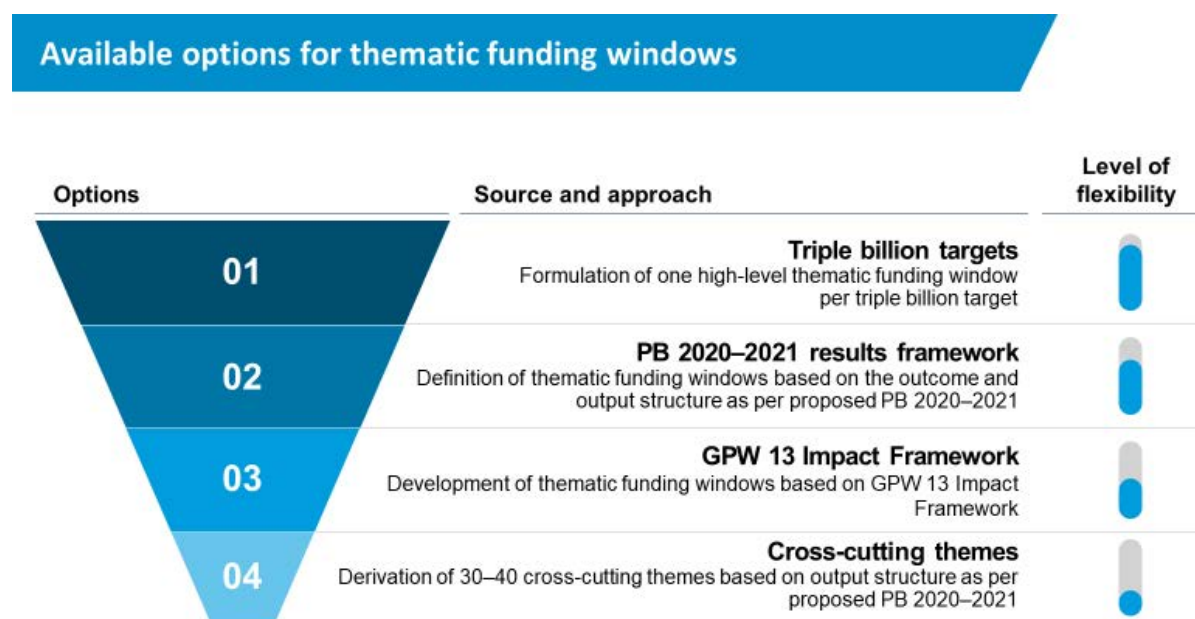 Available options for thematic funding windows
Options
Source and approach
Level of
flexibility
01
Triple billion targets
Formulation of one high-level thematic funding window
per triple billion target
02
PB 2020–2021 results framework
Definition of thematic funding windows based on the outcome and
output structure as per proposed PB 2020–2021
03
GPW 13 Impact Framework
Development of thematic funding windows based on GPW 13 Impact
Framework
04
Cross-cutting themes
Derivation of 30–40 cross-cutting themes based on output structure as per
proposed PB 2020–2021